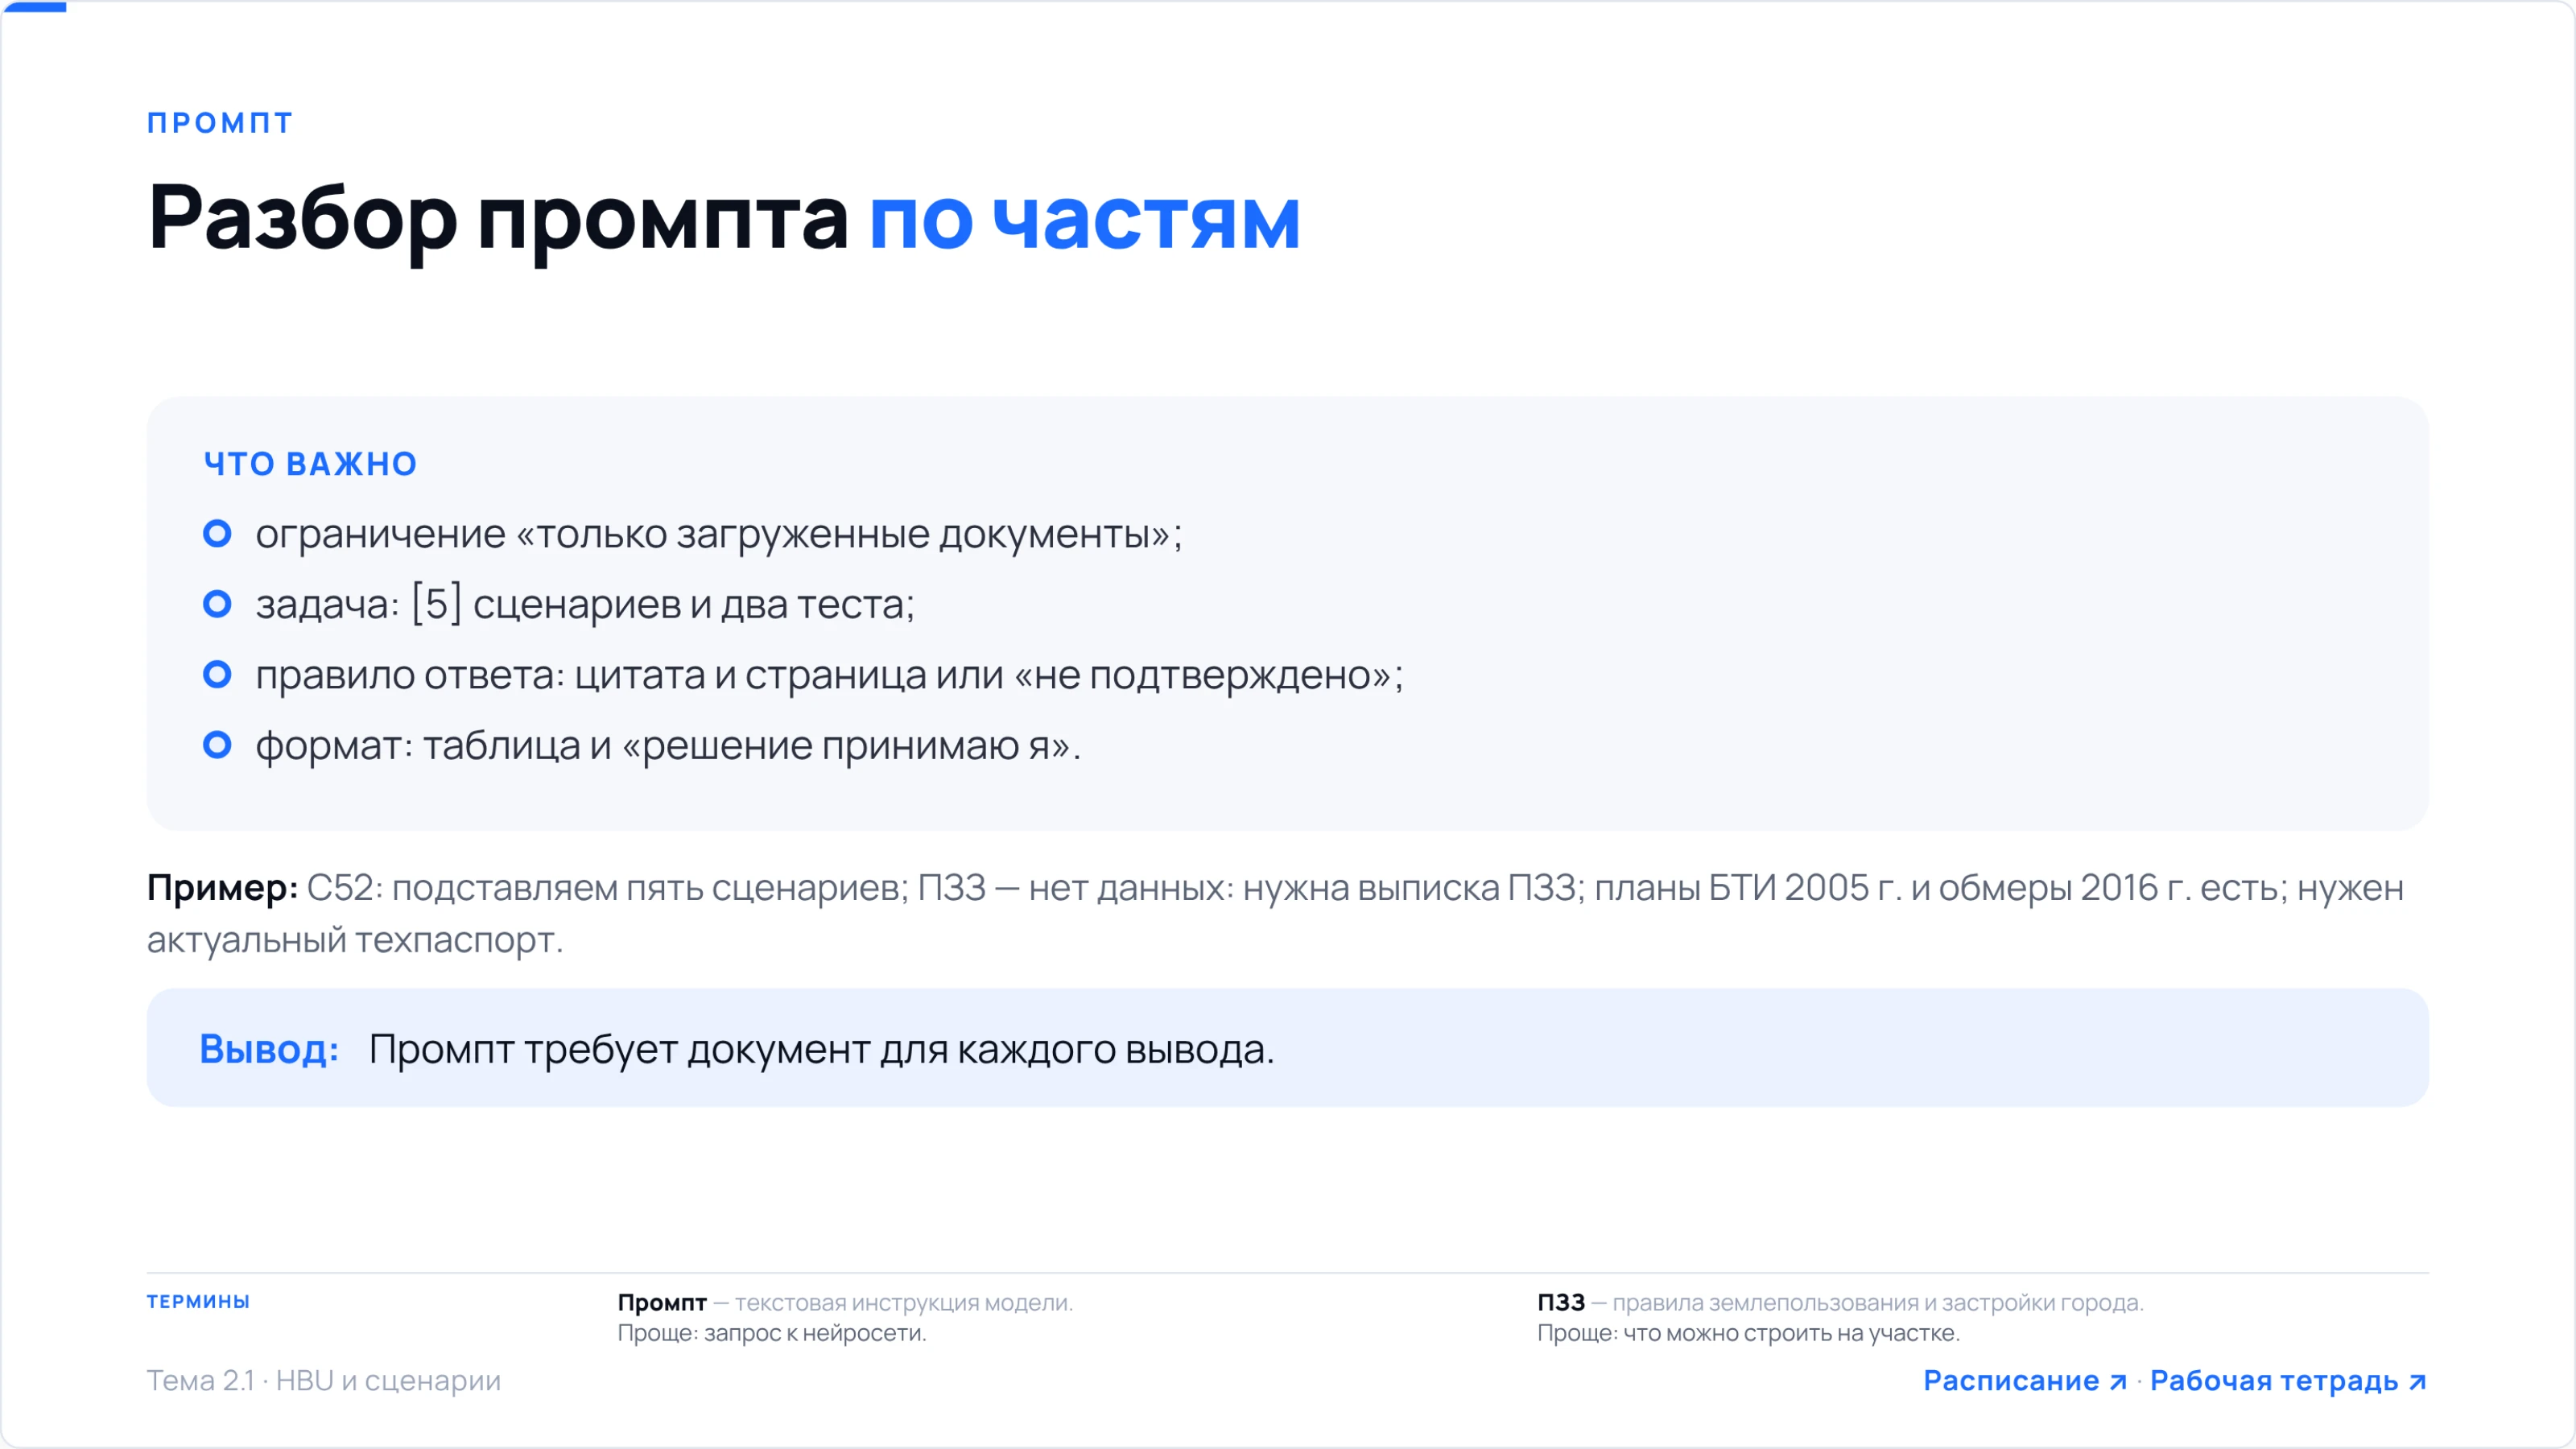 ПРОМПТ
Разбор промпта по частям
ЧТО ВАЖНО
ограничение «только загруженные документы»;
задача: [5] сценариев и два теста;
правило ответа: цитата и страница или «не подтверждено»;
формат: таблица и «решение принимаю я».
Пример: С52: подставляем пять сценариев; ПЗЗ — нет данных: нужна выписка ПЗЗ; планы БТИ 2005 г. и обмеры 2016 г. есть; нужен
актуальный техпаспорт.
Вывод: Промпт требует документ для каждого вывода.
ТЕРМИНЫ
Промпт — текстовая инструкция модели.
Проще: запрос к нейросети.
ПЗЗ — правила землепользования и застройки города.
Проще: что можно строить на участке.
Тема 2.1 · HBU и сценарии
Расписание ↗ · Рабочая тетрадь ↗